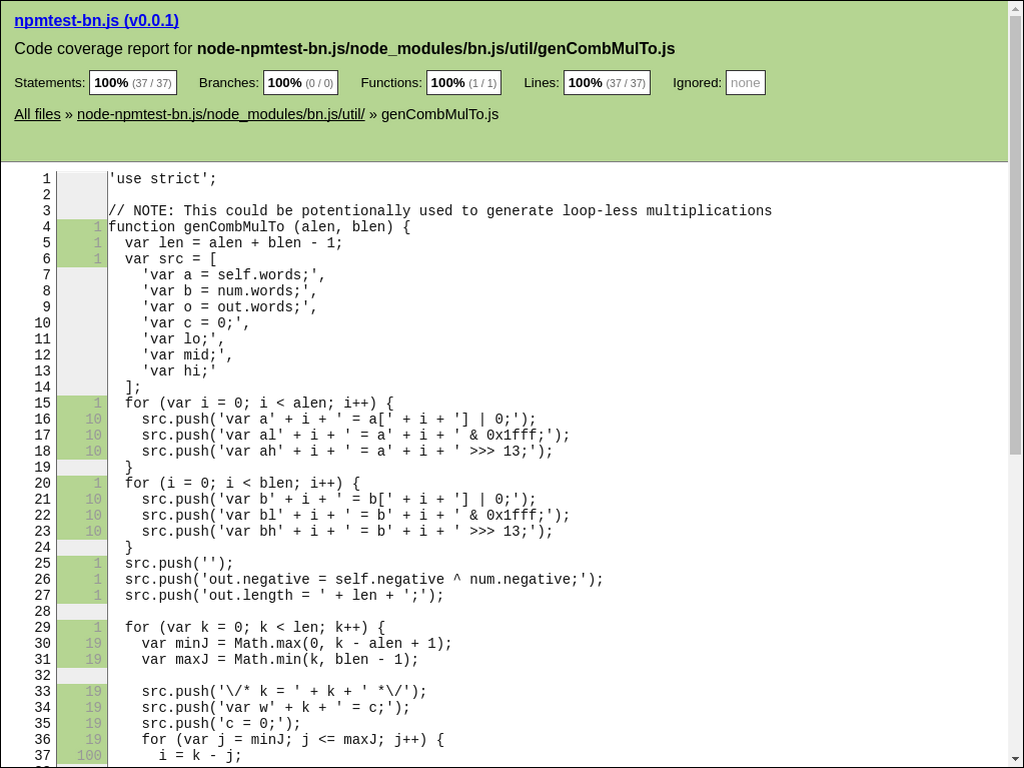 npmtest-bn.js (v0.0.1)
Code coverage report for node-npmtest-bn.js/node_modules/bn.js/util/genCombMulTo.js
Statements: 100% (37 / 37) Branches: 100% (0 / 0) Functions: 100% (1 / 1) Lines: 100% (37 / 37) Ignored: none
All files » node-npmtest-bn.js/node_modules/bn.js/util/ » genCombMulTo.js
1 'use strict';
2
3 // NOTE: This could be potentially used to generate loop-less multiplications
4 1 function genCombMulTo (alen, blen) {
5 1 var len = alen + blen - 1;
6 1 var src = [
7 'var a = self.words;',
8 'var b = num.words;',
9 'var o = out.words;',
10 'var c = 0;',
11 'var lo;',
12 'var mid;',
13 'var hi;'
14 ];
15 1 for (var i = 0; i < alen; i++) {
16 10 src.push('var a' + i + ' = a[' + i + '] | 0;');
17 10 src.push('var al' + i + ' = a' + i + ' & 0x1fff;');
18 10 src.push('var ah' + i + ' = a' + i + ' >>> 13;');
19 }
20 1 for (i = 0; i < blen; i++) {
21 10 src.push('var b' + i + ' = b[' + i + '] | 0;');
22 10 src.push('var bl' + i + ' = b' + i + ' & 0x1fff;');
23 10 src.push('var bh' + i + ' = b' + i + ' >>> 13;');
24 }
25 1 src.push('');
26 1 src.push('out.negative = self.negative ^ num.negative;');
27 1 src.push('out.length = ' + len + ';');
28
29 1 for (var k = 0; k < len; k++) {
30 19 var minJ = Math.max(0, k - alen + 1);
31 19 var maxJ = Math.min(k, blen - 1);
32
33 19 src.push('\/* k = ' + k + ' *\/');
34 19 src.push('var w' + k + ' = c;');
35 19 src.push('c = 0;');
36 19 for (var j = minJ; j <= maxJ; j++) {
37 100 i = k - j;